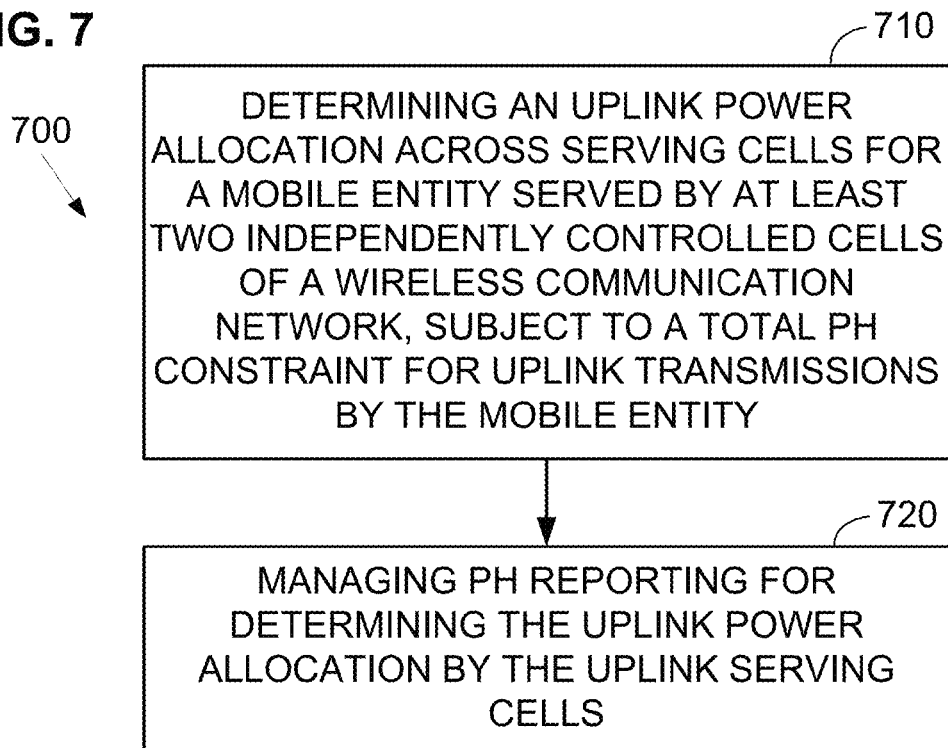 IG. 7
710
700
DETERMINING AN UPLINK POWER
ALLOCATION ACROSS SERVING CELLS FOR
A MOBILE ENTITY SERVED BY AT LEAST
TWO INDEPENDENTLY CONTROLLED CELLS
OF A WIRELESS COMMUNICATION
NETWORK, SUBJECT TO A TOTAL PH
CONSTRAINT FOR UPLINK TRANSMISSIONS
BY THE MOBILE ENTITY
720
MANAGING PH REPORTING FOR
DETERMINING THE UPLINK POWER
ALLOCATION BY THE UPLINK SERVING
CELLS